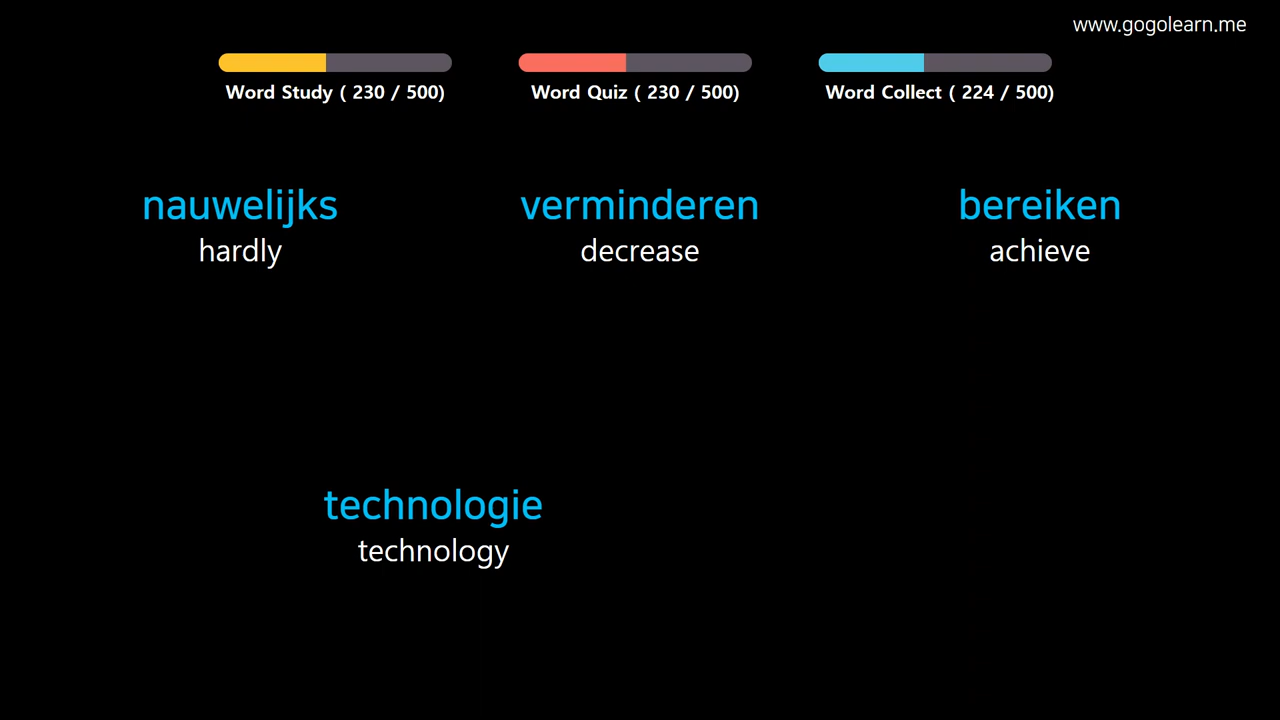 www.gogolearn.me
Word Study ( 230 / 500)
Word Quiz ( 230 / 500)
Word Collect ( 224 / 500)
nauwelijks
hardly
verminderen
decrease
bereiken
achieve
technologie
technology